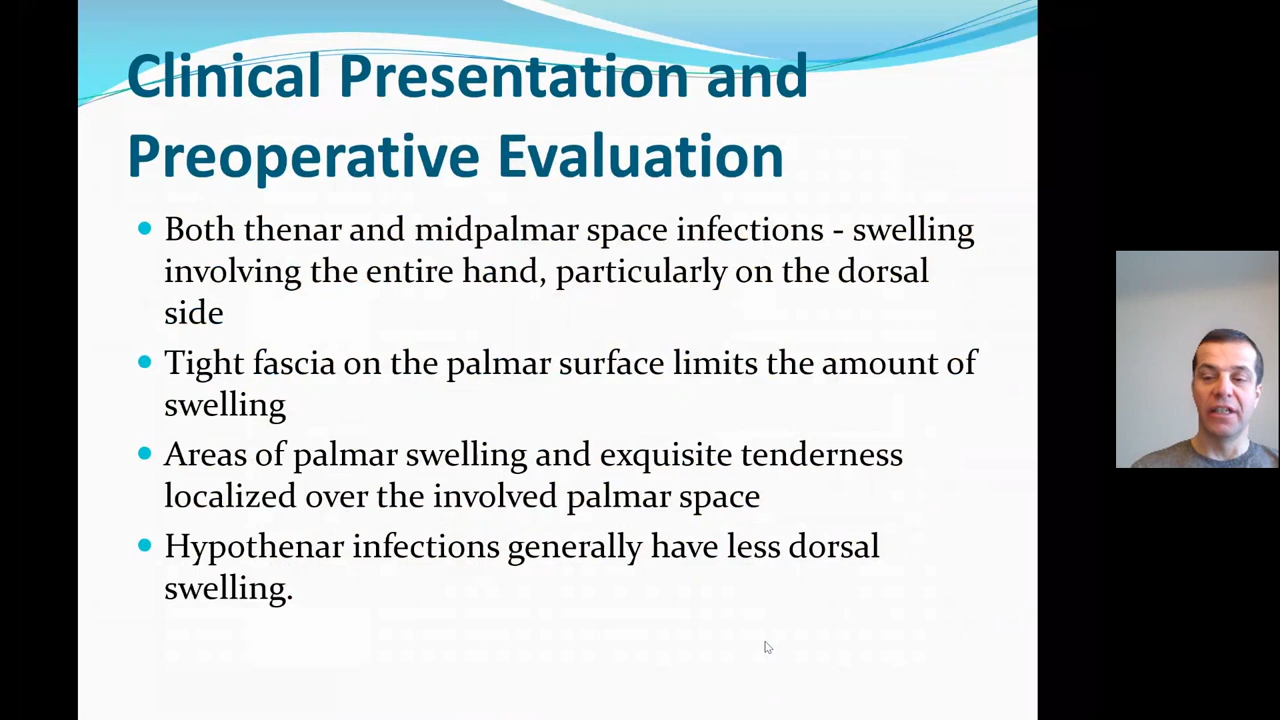 Clinical Presentation and
Preoperative Evaluation
Both thenar and midpalmar space infections - swelling
involving the entire hand, particularly on the dorsal
side
Tight fascia on the palmar surface limits the amount of
swelling
Areas of palmar swelling and exquisite tenderness
localized over the involved palmar space
Hypothenar infections generally have less dorsal
swelling.